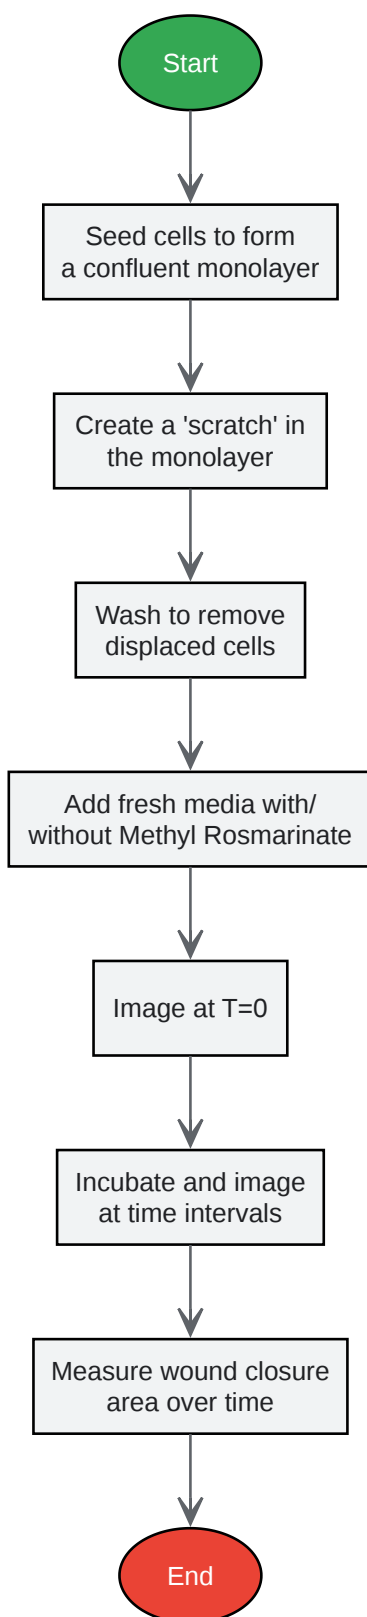 Start
Seed cells to form
a confluent monolayer
Create a 'scratch' in
the monolayer
Wash to remove
displaced cells
Add fresh media with/
without Methyl Rosmarinate
Image at T=0
Incubate and image
at time intervals
Measure wound closure
area over time
End